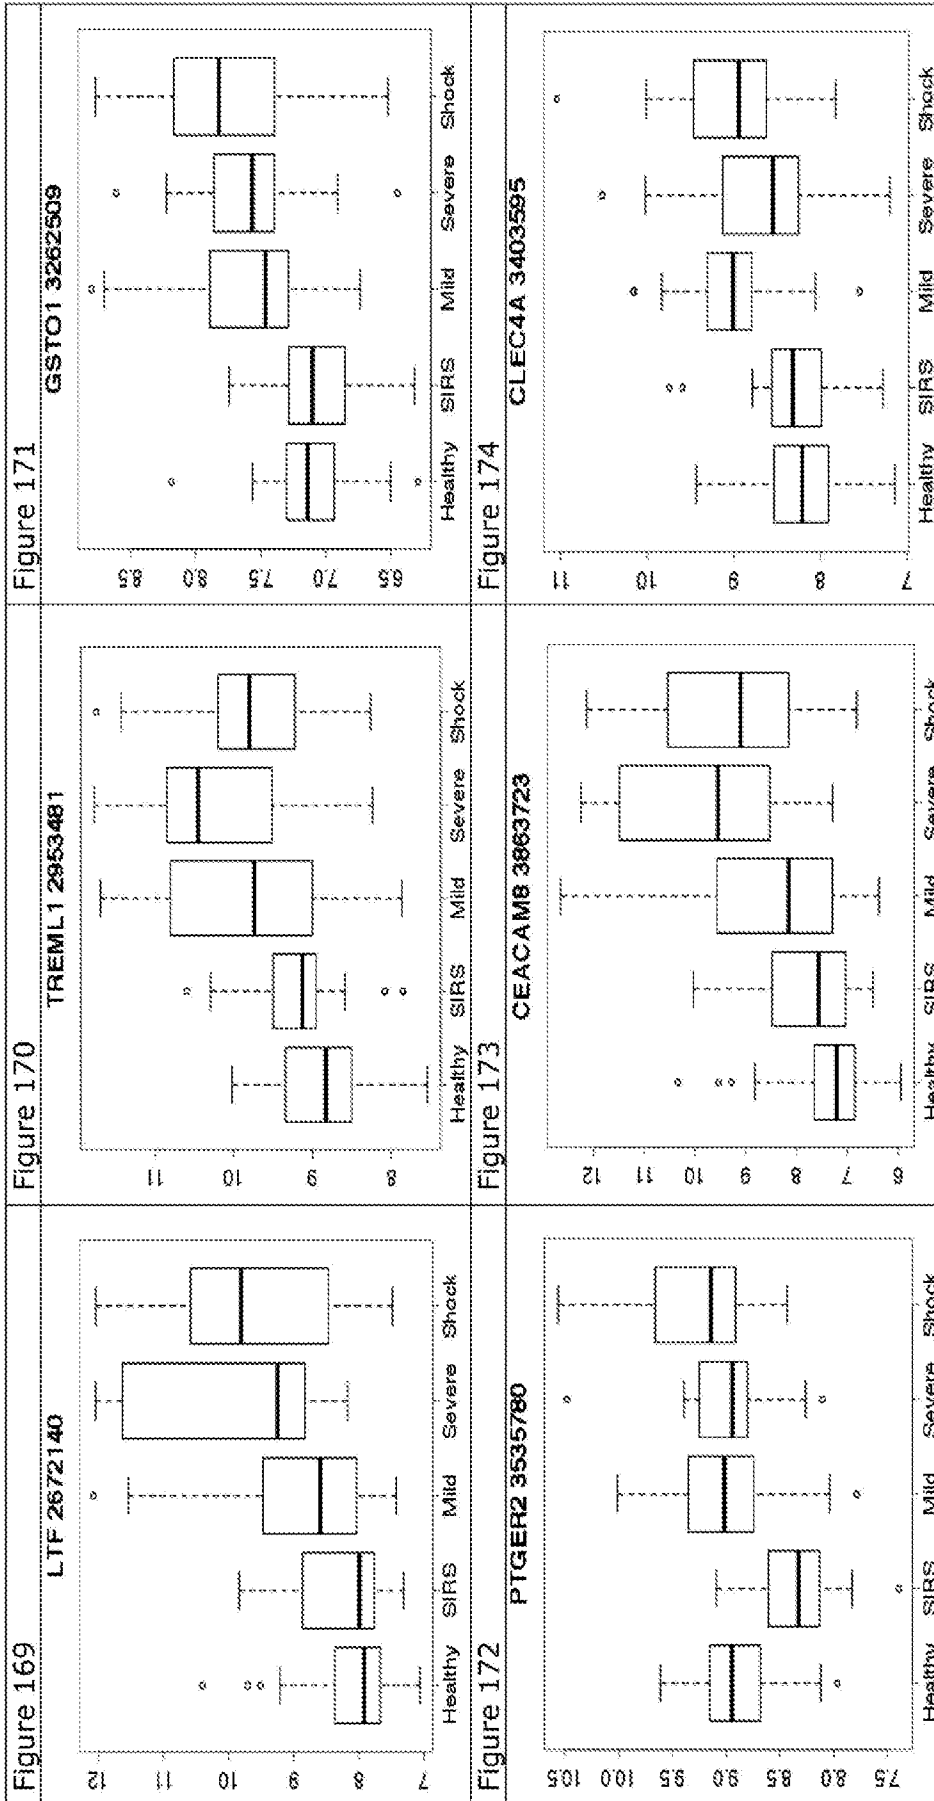 Figure 169
LTF 2672140
12
11
10
9
8
7
Healthy SIRS Mild Severe Shock
Figure 170
TREML1 2953481
11
10
9
8
Healthy SIRS Mild Severe Shock
Figure 171
GSTO1 3262509
8.5
8.0
7.5
7.0
6.5
Healthy SIRS Mild Severe Shock
Figure 172
PTGER2 3535780
10.5
10.0
9.5
9.0
8.5
8.0
7.5
Healthy SIRS Mild Severe Shock
Figure 173
CEACAM8 3863723
12
11
10
9
8
7
6
Healthy SIRS Mild Severe Shock
Figure 174
CLEC4A 3403595
11
10
9
8
7
Healthy SIRS Mild Severe Shock